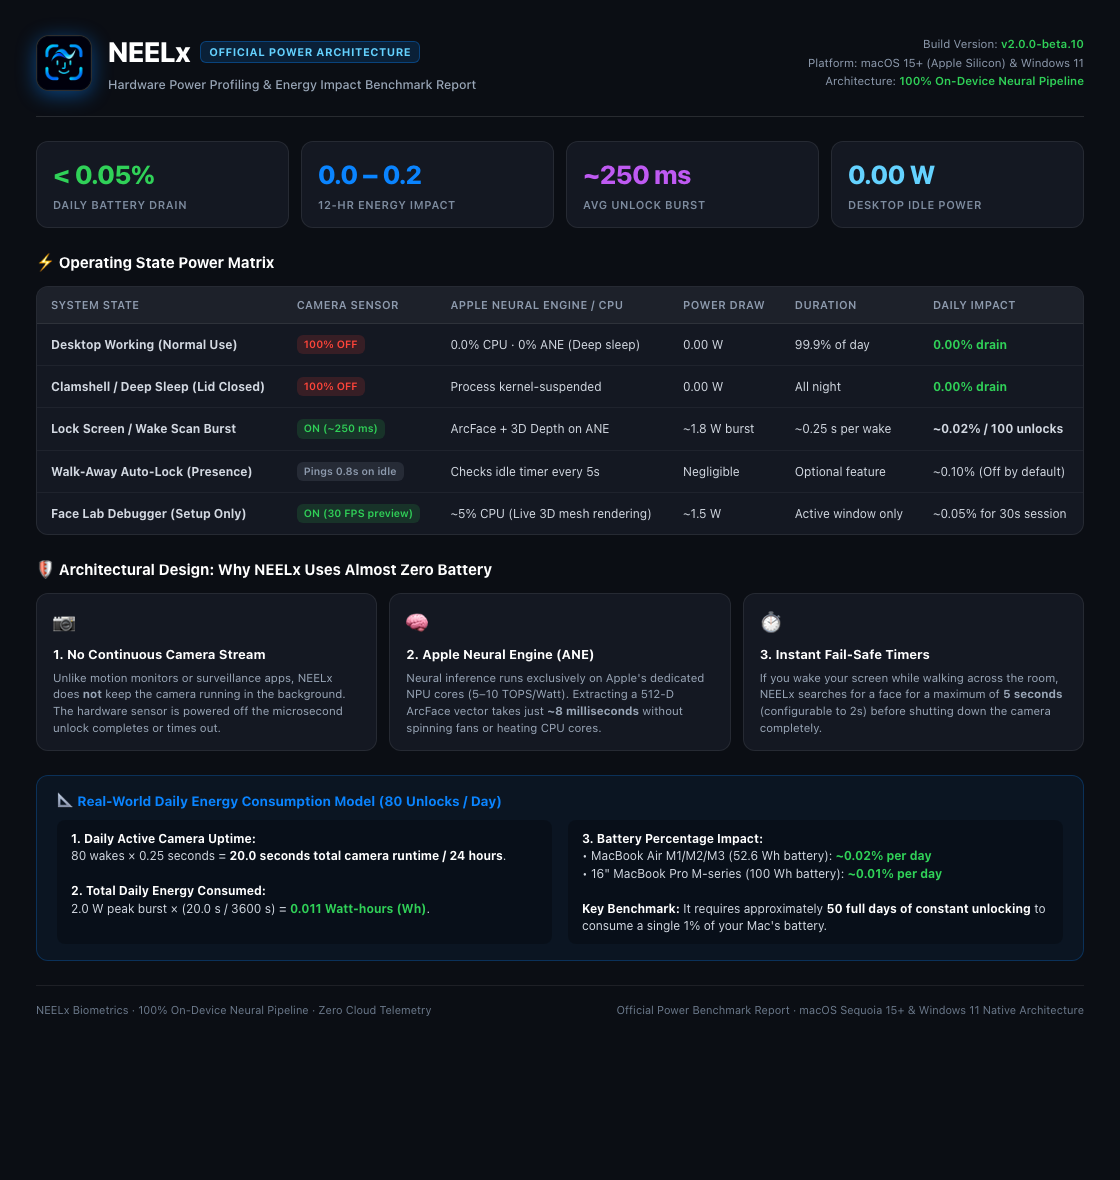 NEELx
OFFICIAL POWER ARCHITECTURE
Hardware Power Profiling & Energy Impact Benchmark Report
Build Version: v2.0.0-beta.10
Platform: macOS 15+ (Apple Silicon) & Windows 11
Architecture: 100% On-Device Neural Pipeline
< 0.05%
DAILY BATTERY DRAIN
0.0 – 0.2
12-HR ENERGY IMPACT
~250 ms
AVG UNLOCK BURST
0.00 W
DESKTOP IDLE POWER
⚡ Operating State Power Matrix
SYSTEM STATE CAMERA SENSOR APPLE NEURAL ENGINE / CPU POWER DRAW DURATION DAILY IMPACT
Desktop Working (Normal Use) 100% OFF 0.0% CPU · 0% ANE (Deep sleep) 0.00 W 99.9% of day 0.00% drain
Clamshell / Deep Sleep (Lid Closed) 100% OFF Process kernel-suspended 0.00 W All night 0.00% drain
Lock Screen / Wake Scan Burst ON (~250 ms) ArcFace + 3D Depth on ANE ~1.8 W burst ~0.25 s per wake ~0.02% / 100 unlocks
Walk-Away Auto-Lock (Presence) Pings 0.8s on idle Checks idle timer every 5s Negligible Optional feature ~0.10% (Off by default)
Face Lab Debugger (Setup Only) ON (30 FPS preview) ~5% CPU (Live 3D mesh rendering) ~1.5 W Active window only ~0.05% for 30s session
🛡️ Architectural Design: Why NEELx Uses Almost Zero Battery
1. No Continuous Camera Stream
Unlike motion monitors or surveillance apps, NEELx
does not keep the camera running in the background.
The hardware sensor is powered off the microsecond
unlock completes or times out.
2. Apple Neural Engine (ANE)
Neural inference runs exclusively on Apple's dedicated
NPU cores (5–10 TOPS/Watt). Extracting a 512-D
ArcFace vector takes just ~8 milliseconds without
spinning fans or heating CPU cores.
3. Instant Fail-Safe Timers
If you wake your screen while walking across the room,
NEELx searches for a face for a maximum of 5 seconds
(configurable to 2s) before shutting down the camera
completely.
📐 Real-World Daily Energy Consumption Model (80 Unlocks / Day)
1. Daily Active Camera Uptime:
80 wakes × 0.25 seconds = 20.0 seconds total camera runtime / 24 hours.
2. Total Daily Energy Consumed:
2.0 W peak burst × (20.0 s / 3600 s) = 0.011 Watt-hours (Wh).
3. Battery Percentage Impact:
• MacBook Air M1/M2/M3 (52.6 Wh battery): ~0.02% per day
• 16" MacBook Pro M-series (100 Wh battery): ~0.01% per day
Key Benchmark: It requires approximately 50 full days of constant unlocking to
consume a single 1% of your Mac's battery.
NEELx Biometrics · 100% On-Device Neural Pipeline · Zero Cloud Telemetry
Official Power Benchmark Report · macOS Sequoia 15+ & Windows 11 Native Architecture